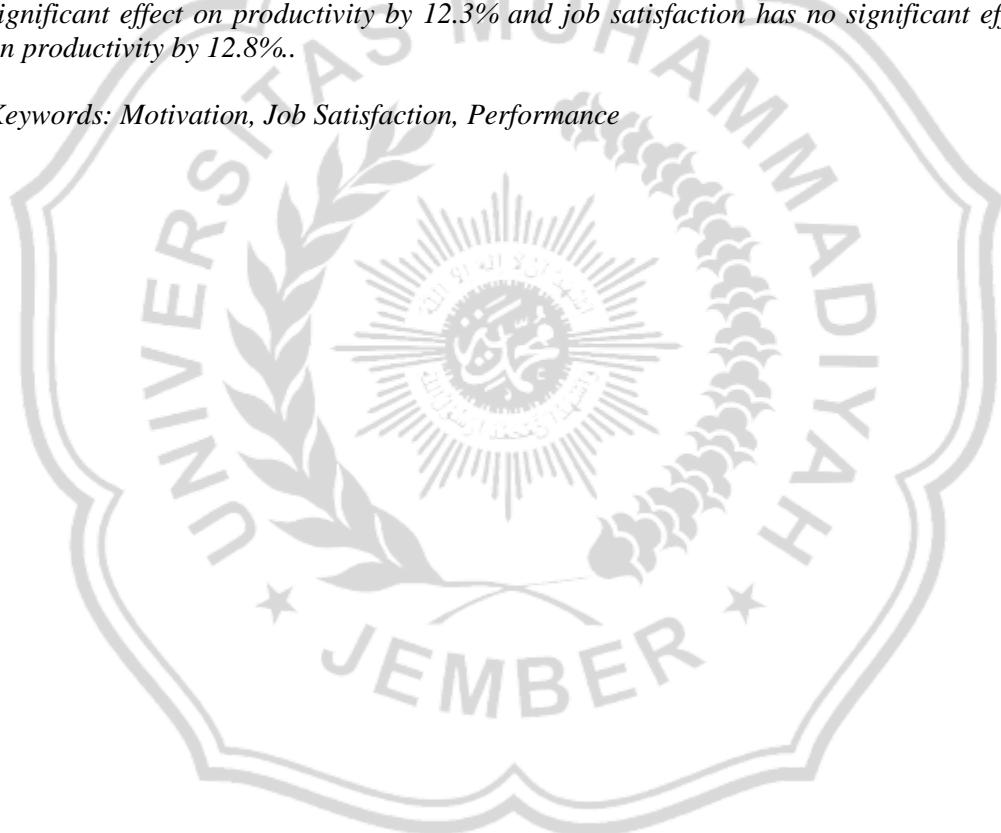 significant effect on productivity by 12.3% and job satisfaction has no significant
on productivity by 12.8%..
Keywords: Motivation, Job Satisfaction, Performance
UNIVERSITAS MUHAMMADIYAH
JEMBER